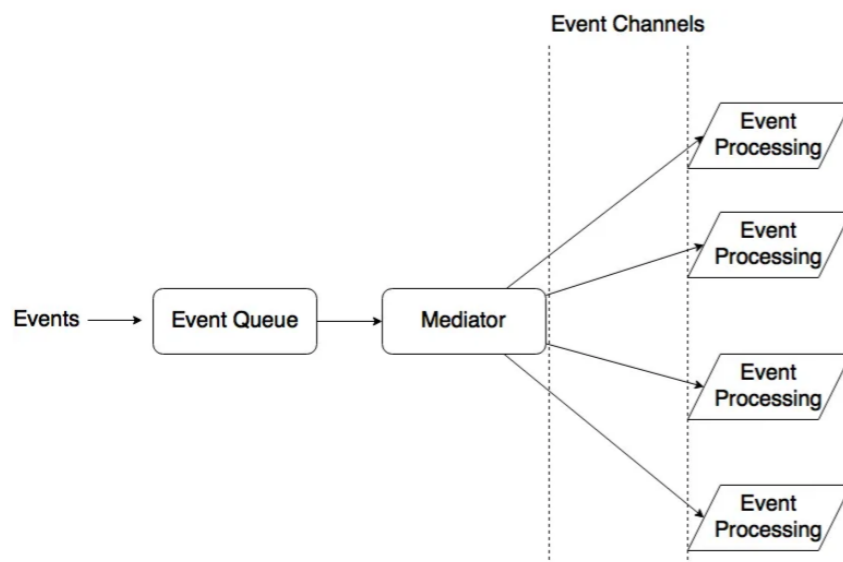 Event Channels
Event
Processing
Event
Processing
Events
Event Queue
Mediator
Event
Processing
Event
Processing